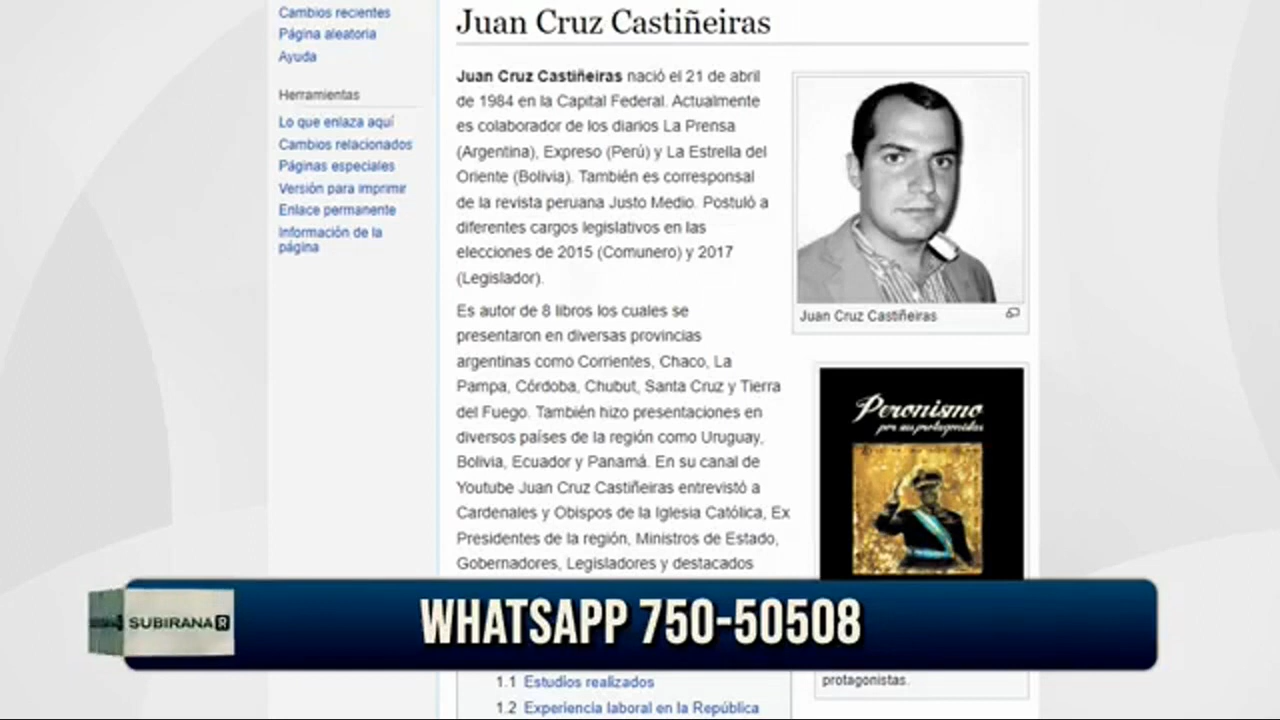 Cambios recientes
Página aleatoria
Ayuda
Herramientas
Lo que enlaza aquí
Cambios relacionados
Páginas especiales
Versión para imprimir
Enlace permanente
Información de la
página
Juan Cruz Castiñeiras
Juan Cruz Castiñeiras nació el 21 de abril
de 1984 en la Capital Federal. Actualmente
es colaborador de los diarios La Prensa
(Argentina), Expreso (Perú) y La Estrella del
Oriente (Bolivia). También es corresponsal
de la revista peruana Justo Medio. Postuló a
diferentes cargos legislativos en las
elecciones de 2015 (Comunero) y 2017
(Legislador).
Es autor de 8 libros los cuales se
presentaron en diversas provincias
argentinas como Corrientes, Chaco, La
Pampa, Córdoba, Chubut, Santa Cruz y Tierra
del Fuego. También hizo presentaciones en
diversos países de la región como Uruguay,
Bolivia, Ecuador y Panamá. En su canal de
Youtube Juan Cruz Castiñeiras entrevistó a
Cardenales y Obispos de la Iglesia Católica, Ex
Presidentes de la región, Ministros de Estado,
Gobernadores, Legisladores y destacados
Juan Cruz Castiñeiras
Peronismo
por sus protagonistas
SUBIRANA R
WHATSAPP 750-50508
1.1 Estudios realizados
1.2 Experiencia laboral en la República
protagonistas.